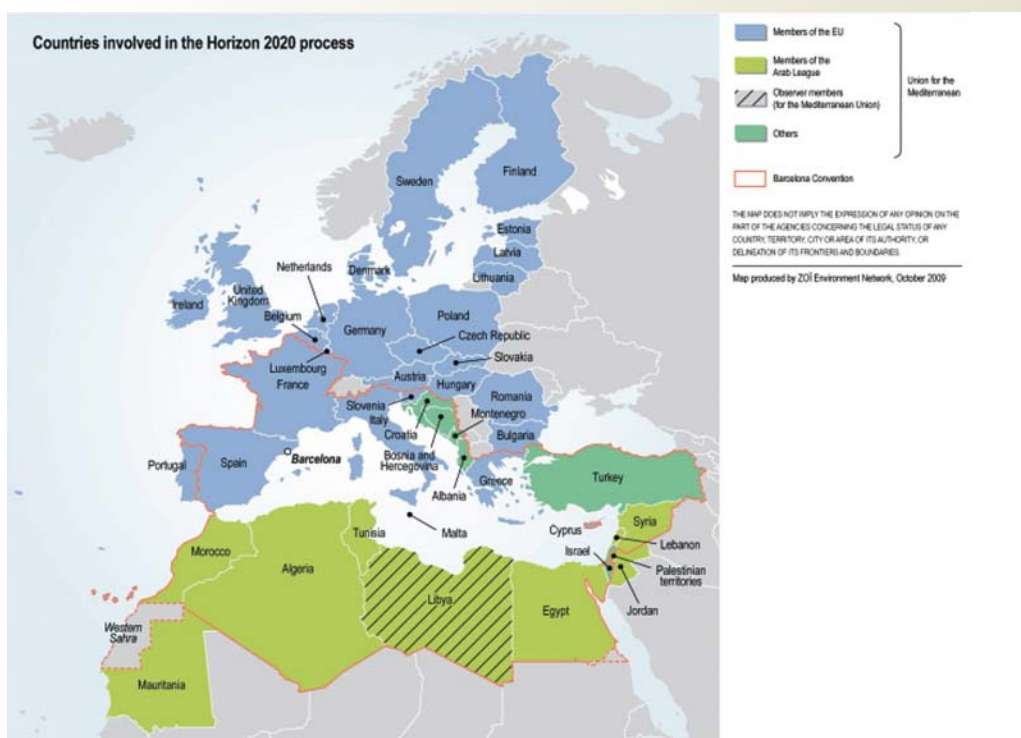 Countries involved in the Horizon 2020 process
Members of the EU
Members of the
Arab League
Observer members
(for the Mediterranean Union)
Others
Union for the
Mediterranean
Barcelona Convention
THE MAP DOES NOT IMPLY THE EXPRESSION OF ANY OPINION ON THE
PART OF THE AGENCIES CONCERNING THE LEGAL STATUS OF ANY
COUNTRY, TERRITORY, CITY OR AREA OF ITS AUTHORITY, OR
DELINEATION OF ITS FRONTIERS AND BOUNDARIES.
Map produced by ZOÏ Environment Network, October 2009
Finland
Sweden
Estonia
Latvia
Lithuania
Denmark
Netherlands
United
Kingdom
Ireland
Belgium
Germany
Poland
Czech Republic
Slovakia
Luxembourg
France
Austria
Hungary
Romania
Slovenia
Italy
Montenegro
Croatia
Bulgaria
Bosnia and
Hercegovina
Barcelona
Portugal
Spain
Albania
Greece
Turkey
Malta
Cyprus
Syria
Lebanon
Israel
Palestinian
territories
Jordan
Tunisia
Morocco
Algeria
Libya
Egypt
Western
Sahra
Mauritania